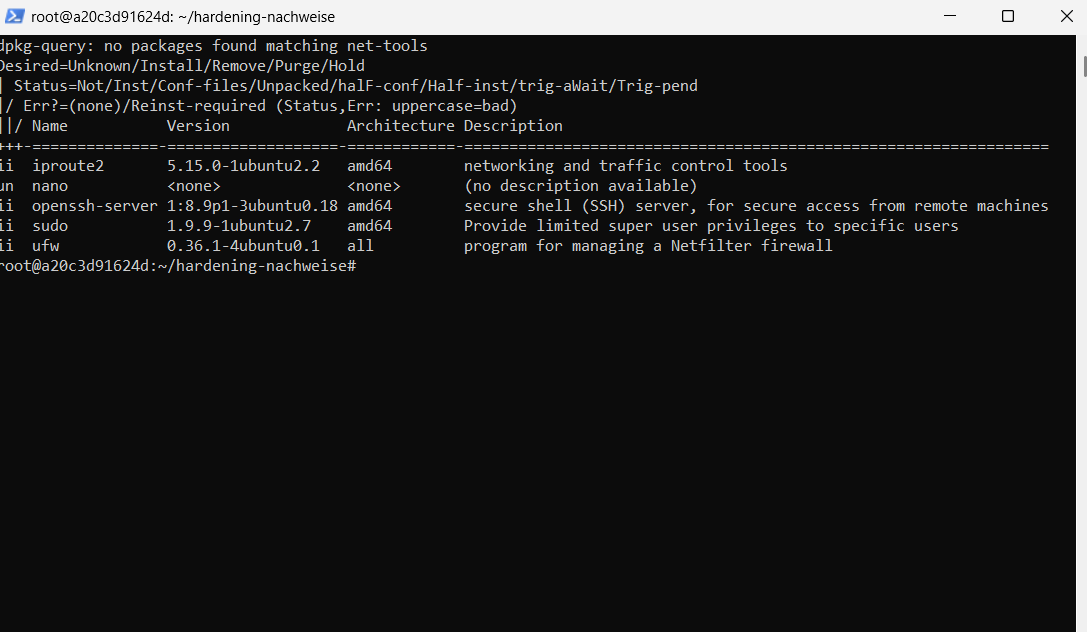 root@a20c3d91624d: ~/hardening-nachweise
dpkg-query: no packages found matching net-tools
Desired=Unknown/Install/Remove/Purge/Hold
| Status=Not/Inst/Conf-files/Unpacked/halF-conf/Half-inst/trig-aWait/Trig-pend
|/ Err?=(none)/Reinst-required (Status,Err: uppercase=bad)
||/ Name           Version            Architecture Description
+++-==============-===================-============-=================================================================
ii  iproute2       5.15.0-1ubuntu2.2   amd64        networking and traffic control tools
un  nano           <none>              <none>       (no description available)
ii  openssh-server 1:8.9p1-3ubuntu0.18 amd64        secure shell (SSH) server, for secure access from remote machines
ii  sudo           1.9.9-1ubuntu2.7    amd64        Provide limited super user privileges to specific users
ii  ufw            0.36.1-4ubuntu0.1   all          program for managing a Netfilter firewall
root@a20c3d91624d:~/hardening-nachweise#